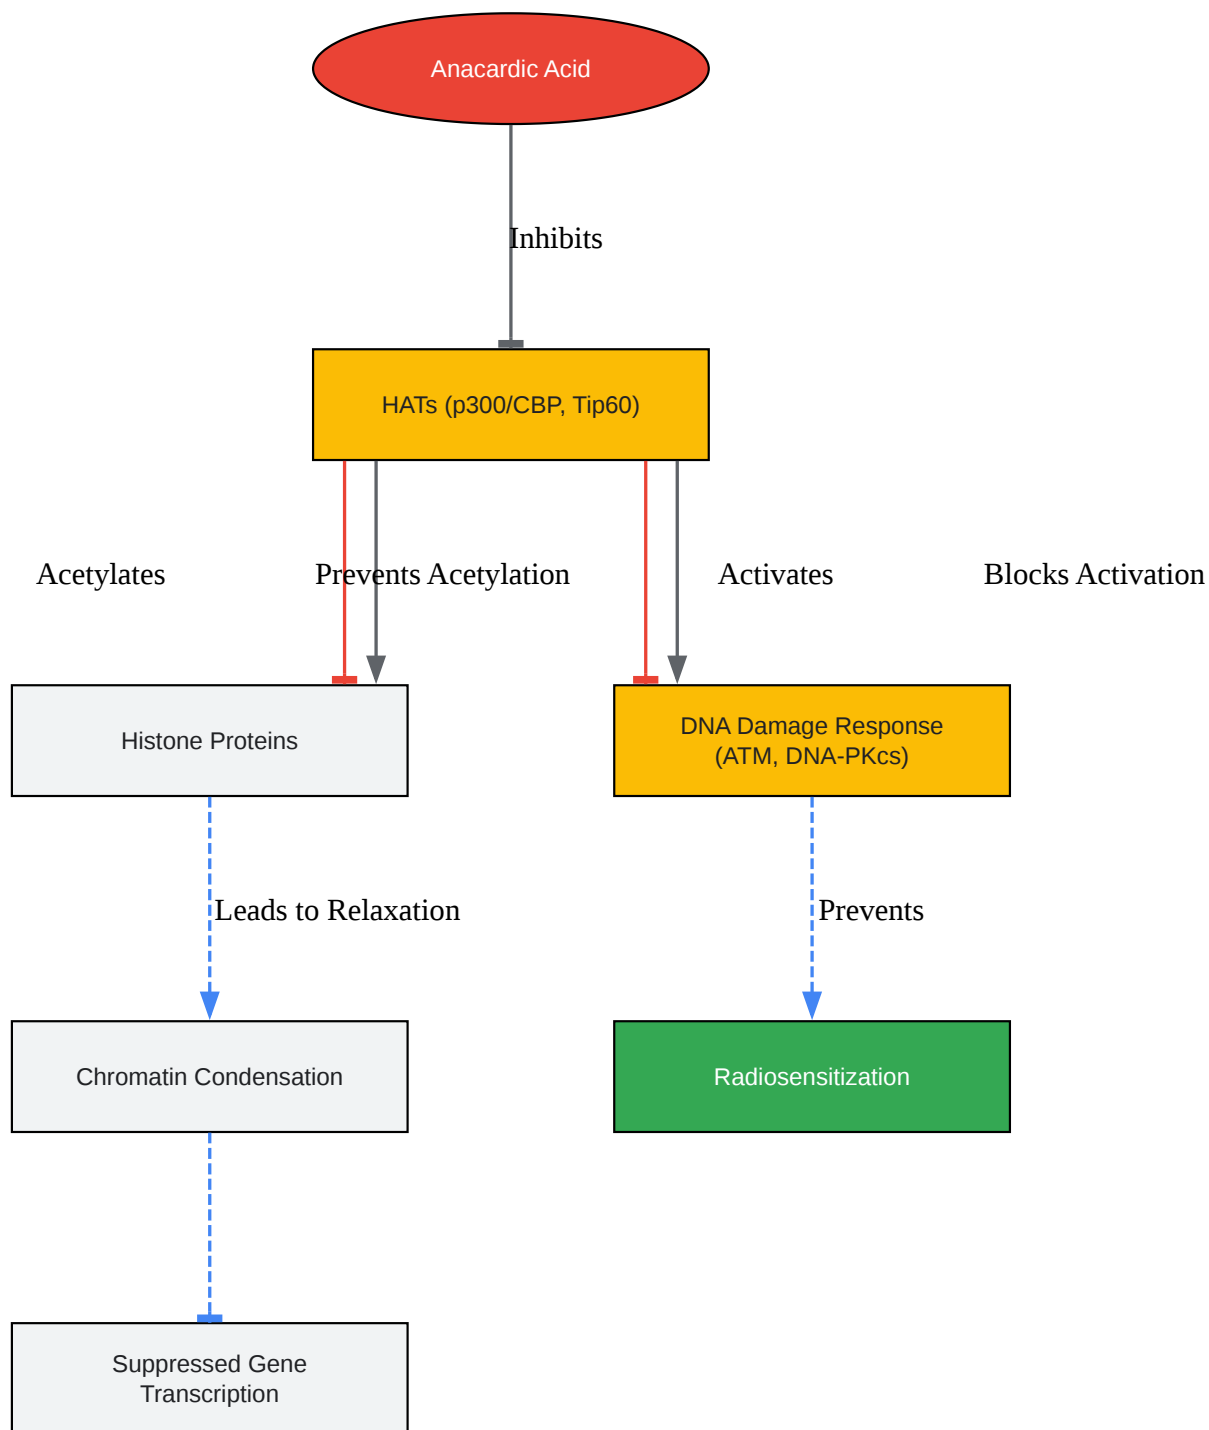 Anacardic Acid
Inhibits
HATs (p300/CBP, Tip60)
Acetylates
Prevents Acetylation
Activates
Blocks Activation
Histone Proteins
DNA Damage Response
(ATM, DNA-PKcs)
Leads to Relaxation
Prevents
Chromatin Condensation
Radiosensitization
Suppressed Gene
Transcription